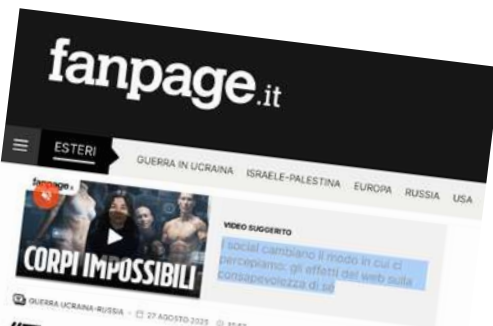 fanpage.it
ESTERI
GUERRA IN UCRAINA ISRAELE-PALESTINA EUROPA RUSSIA USA
fanpage
CORPI IMPOSSIBILI
VIDEO SUGGERITO
I social cambiano il modo in cui ci
percepiamo: gli effetti del web sulla
consapevolezza di sé
GUERRA UCRAINA-RUSSIA 27 AGOSTO 2025